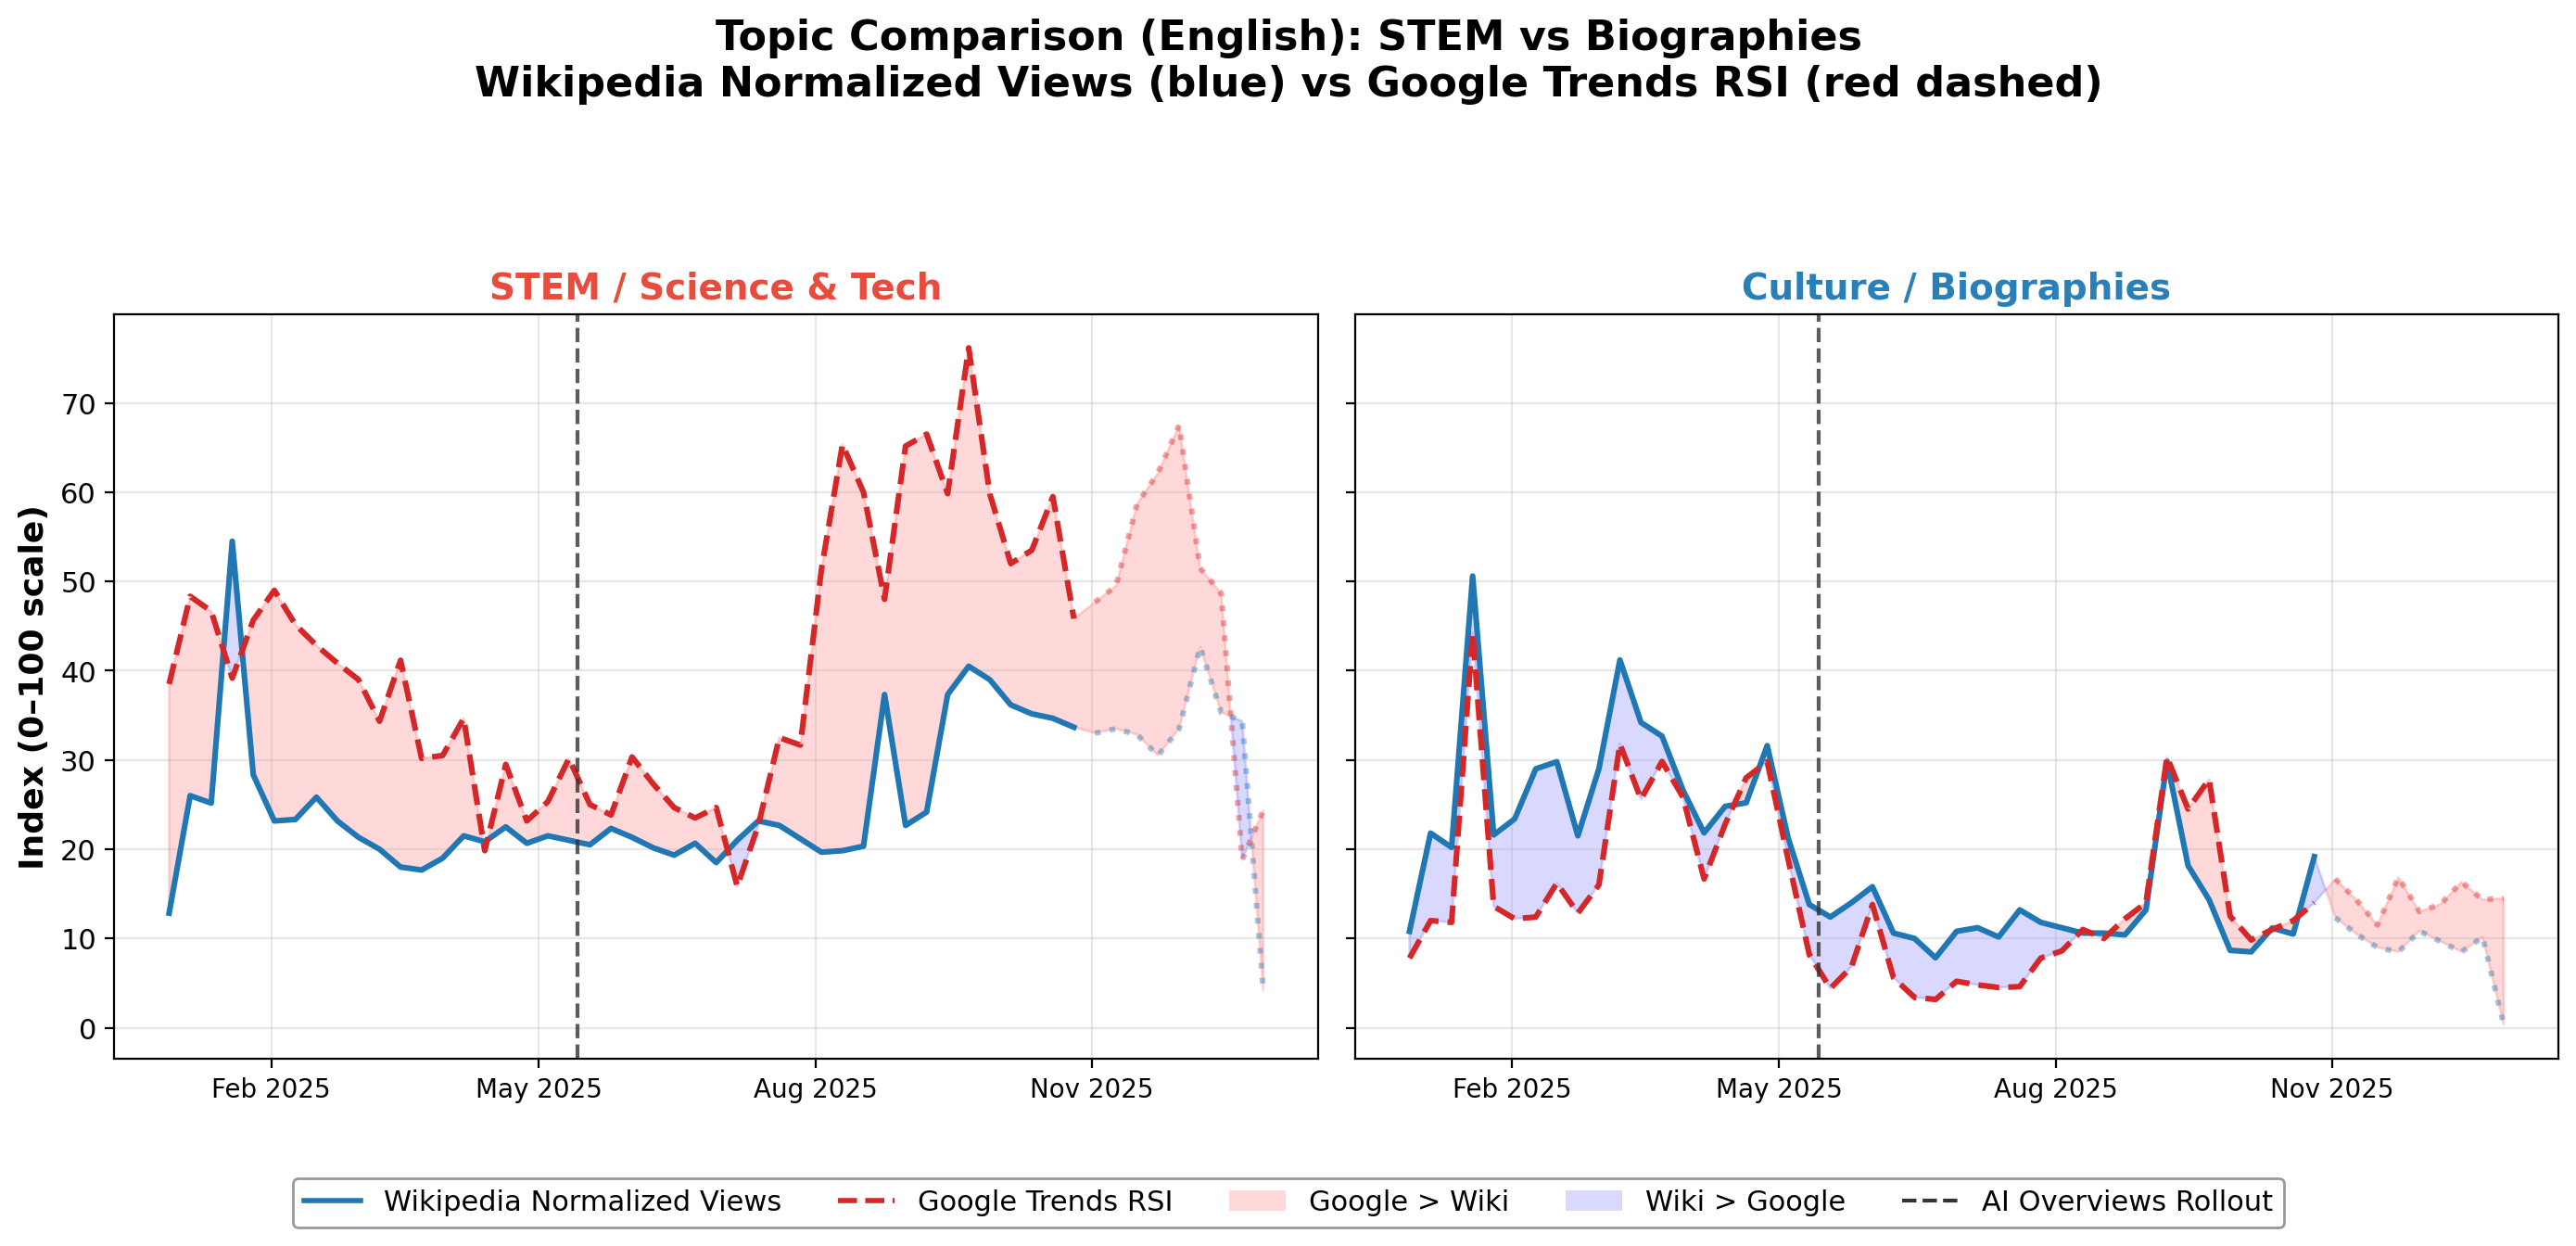 Topic Comparison (English): STEM vs Biographies
Wikipedia Normalized Views (blue) vs Google Trends RSI (red dashed)
STEM / Science & Tech
Culture / Biographies
Index (0–100 scale)
70
60
50
40
30
20
10
0
Feb 2025
May 2025
Aug 2025
Nov 2025
Feb 2025
May 2025
Aug 2025
Nov 2025
Wikipedia Normalized Views
Google Trends RSI
Google > Wiki
Wiki > Google
AI Overviews Rollout